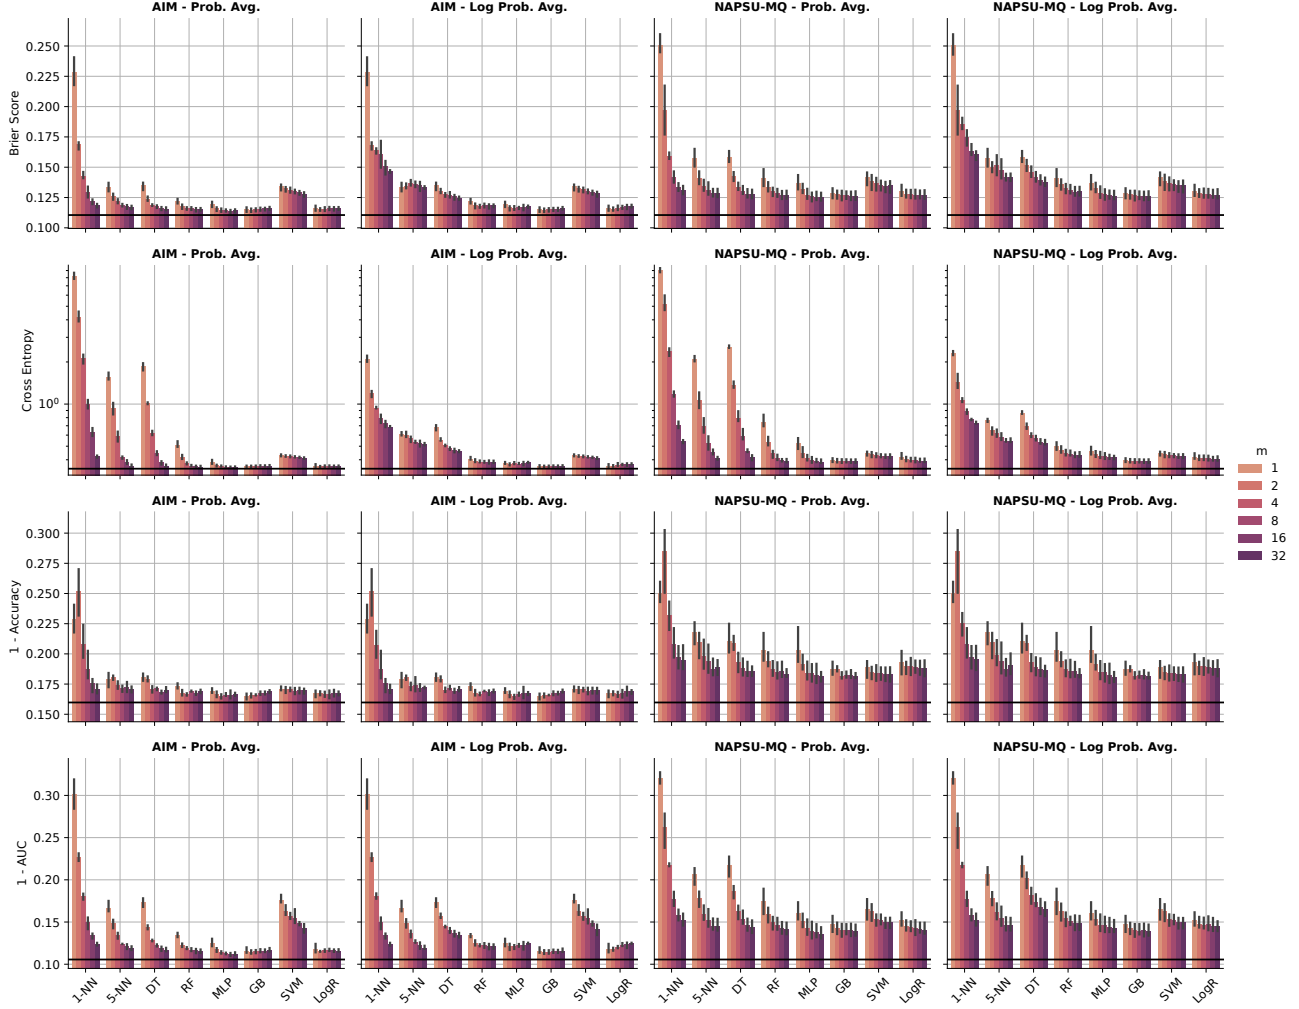 AIM - Prob. Avg.
AIM - Log Prob. Avg.
NAPSU-MQ - Prob. Avg.
NAPSU-MQ - Log Prob. Avg.
Brier Score
0.250
0.225
0.200
0.175
0.150
0.125
0.100
AIM - Prob. Avg.
AIM - Log Prob. Avg.
NAPSU-MQ - Prob. Avg.
NAPSU-MQ - Log Prob. Avg.
Cross Entropy
10⁰
m
1
2
4
8
16
32
AIM - Prob. Avg.
AIM - Log Prob. Avg.
NAPSU-MQ - Prob. Avg.
NAPSU-MQ - Log Prob. Avg.
1 - Accuracy
0.300
0.275
0.250
0.225
0.200
0.175
0.150
AIM - Prob. Avg.
AIM - Log Prob. Avg.
NAPSU-MQ - Prob. Avg.
NAPSU-MQ - Log Prob. Avg.
1 - AUC
0.30
0.25
0.20
0.15
0.10
1-NN
5-NN
DT
RF
MLP
GB
SVM
LogR
1-NN
5-NN
DT
RF
MLP
GB
SVM
LogR
1-NN
5-NN
DT
RF
MLP
GB
SVM
LogR
1-NN
5-NN
DT
RF
MLP
GB
SVM
LogR